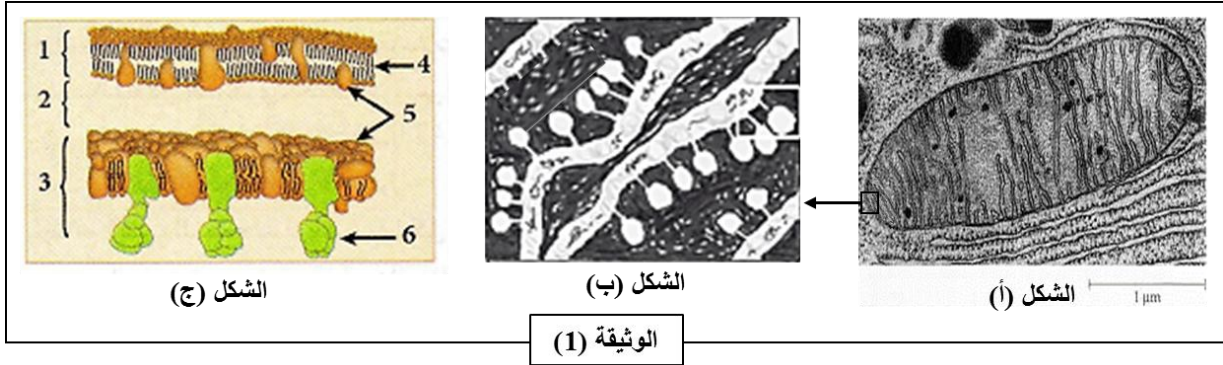 1
2
3
4
5
6
الشكل (أ)
1 µm
الشكل (ب)
الشكل (ج)
الوثيقة (1)